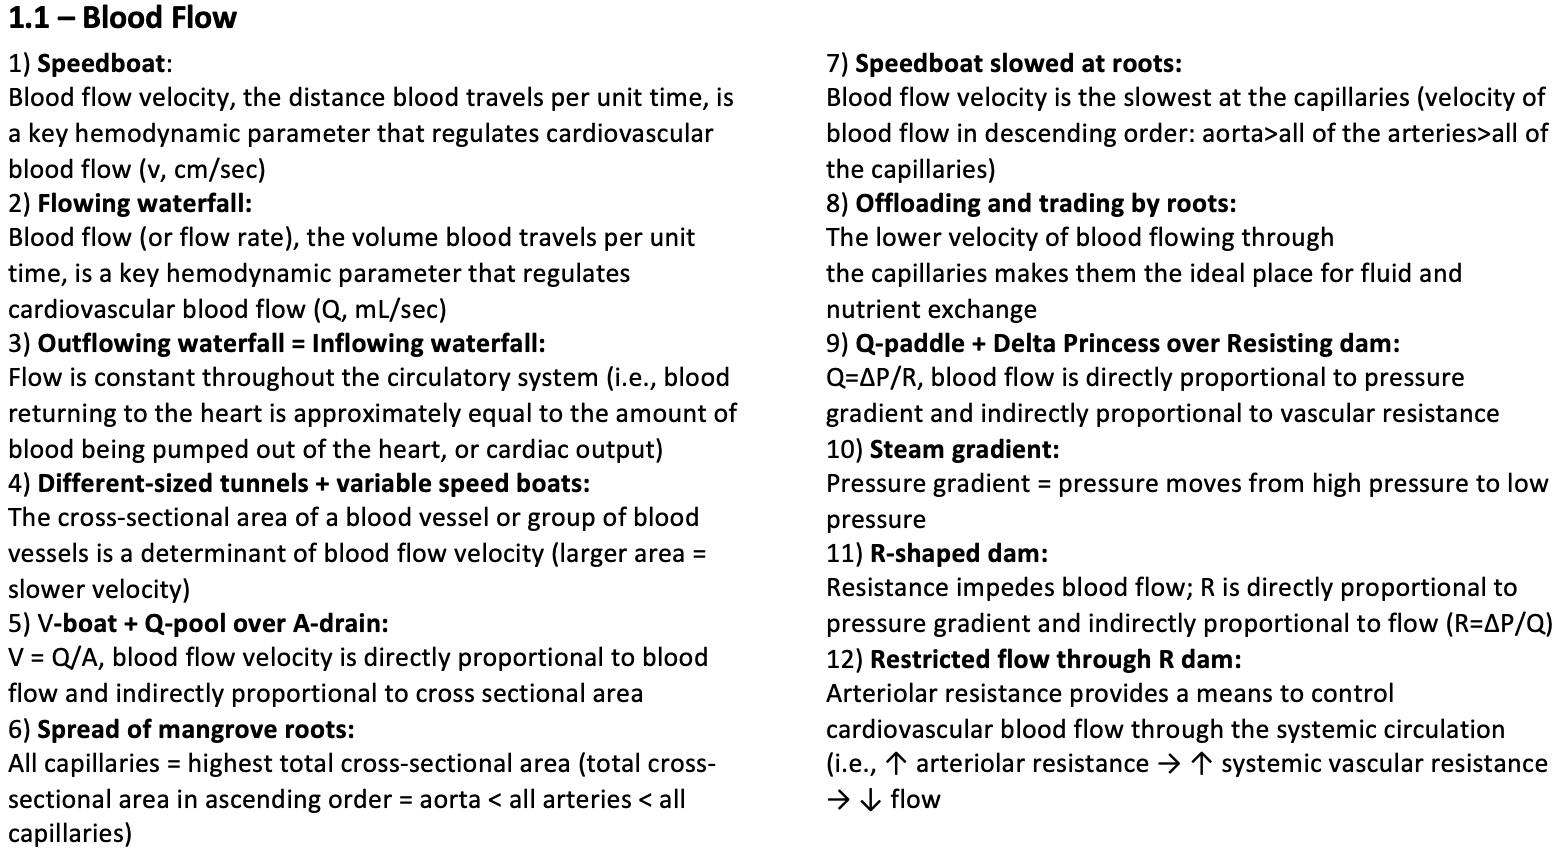 1.1 – Blood Flow
1) Speedboat:
Blood flow velocity, the distance blood travels per unit time, is
a key hemodynamic parameter that regulates cardiovascular
blood flow (v, cm/sec)
2) Flowing waterfall:
Blood flow (or flow rate), the volume blood travels per unit
time, is a key hemodynamic parameter that regulates
cardiovascular blood flow (Q, mL/sec)
3) Outflowing waterfall = Inflowing waterfall:
Flow is constant throughout the circulatory system (i.e., blood
returning to the heart is approximately equal to the amount of
blood being pumped out of the heart, or cardiac output)
4) Different-sized tunnels + variable speed boats:
The cross-sectional area of a blood vessel or group of blood
vessels is a determinant of blood flow velocity (larger area =
slower velocity)
5) V-boat + Q-pool over A-drain:
V = Q/A, blood flow velocity is directly proportional to blood
flow and indirectly proportional to cross sectional area
6) Spread of mangrove roots:
All capillaries = highest total cross-sectional area (total cross-
sectional area in ascending order = aorta < all arteries < all
capillaries)
7) Speedboat slowed at roots:
Blood flow velocity is the slowest at the capillaries (velocity of
blood flow in descending order: aorta>all of the arteries>all of
the capillaries)
8) Offloading and trading by roots:
The lower velocity of blood flowing through
the capillaries makes them the ideal place for fluid and
nutrient exchange
9) Q-paddle + Delta Princess over Resisting dam:
Q=ΔP/R, blood flow is directly proportional to pressure
gradient and indirectly proportional to vascular resistance
10) Steam gradient:
Pressure gradient = pressure moves from high pressure to low
pressure
11) R-shaped dam:
Resistance impedes blood flow; R is directly proportional to
pressure gradient and indirectly proportional to flow (R=ΔP/Q)
12) Restricted flow through R dam:
Arteriolar resistance provides a means to control
cardiovascular blood flow through the systemic circulation
(i.e., ↑ arteriolar resistance → ↑ systemic vascular resistance
→ ↓ flow